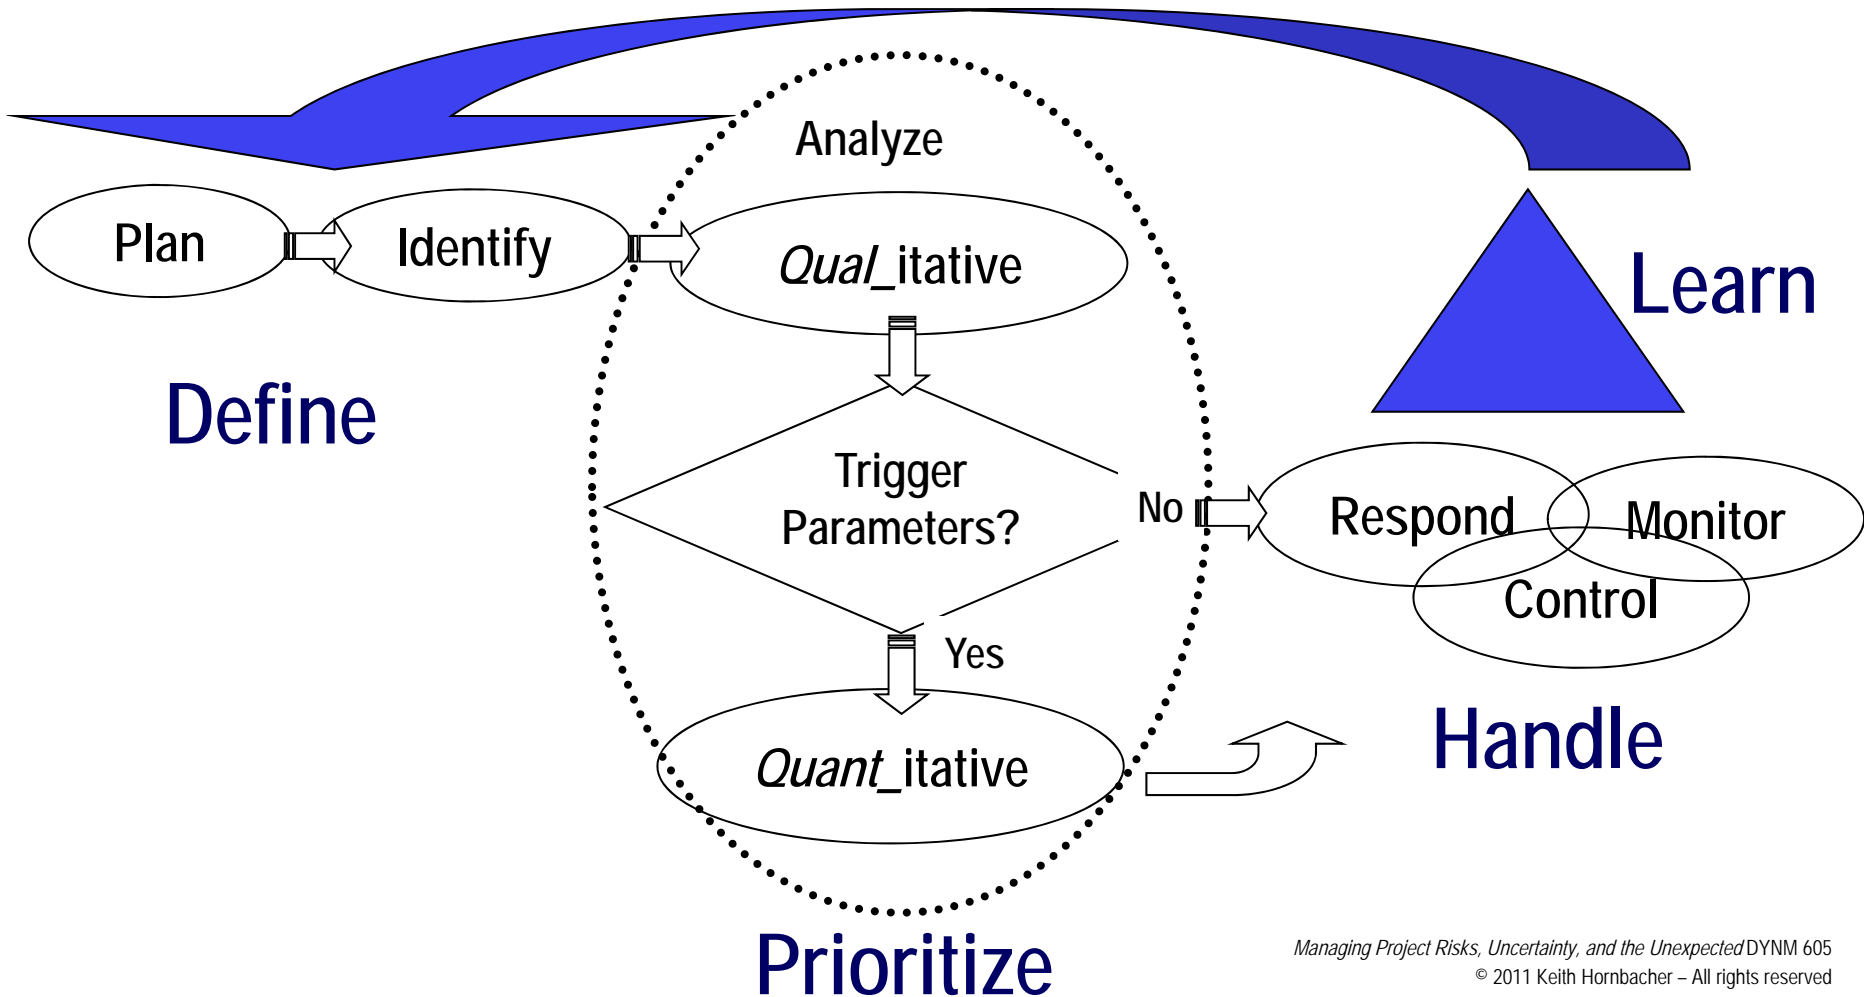 Analyze
Plan
Identify
Qual_itative
Learn
Define
Trigger
Parameters?
No
Respond
Monitor
Control
Yes
Quant_itative
Handle
Prioritize
Managing Project Risks, Uncertainty, and the Unexpected DYNM 605
© 2011 Keith Hornbacher – All rights reserved